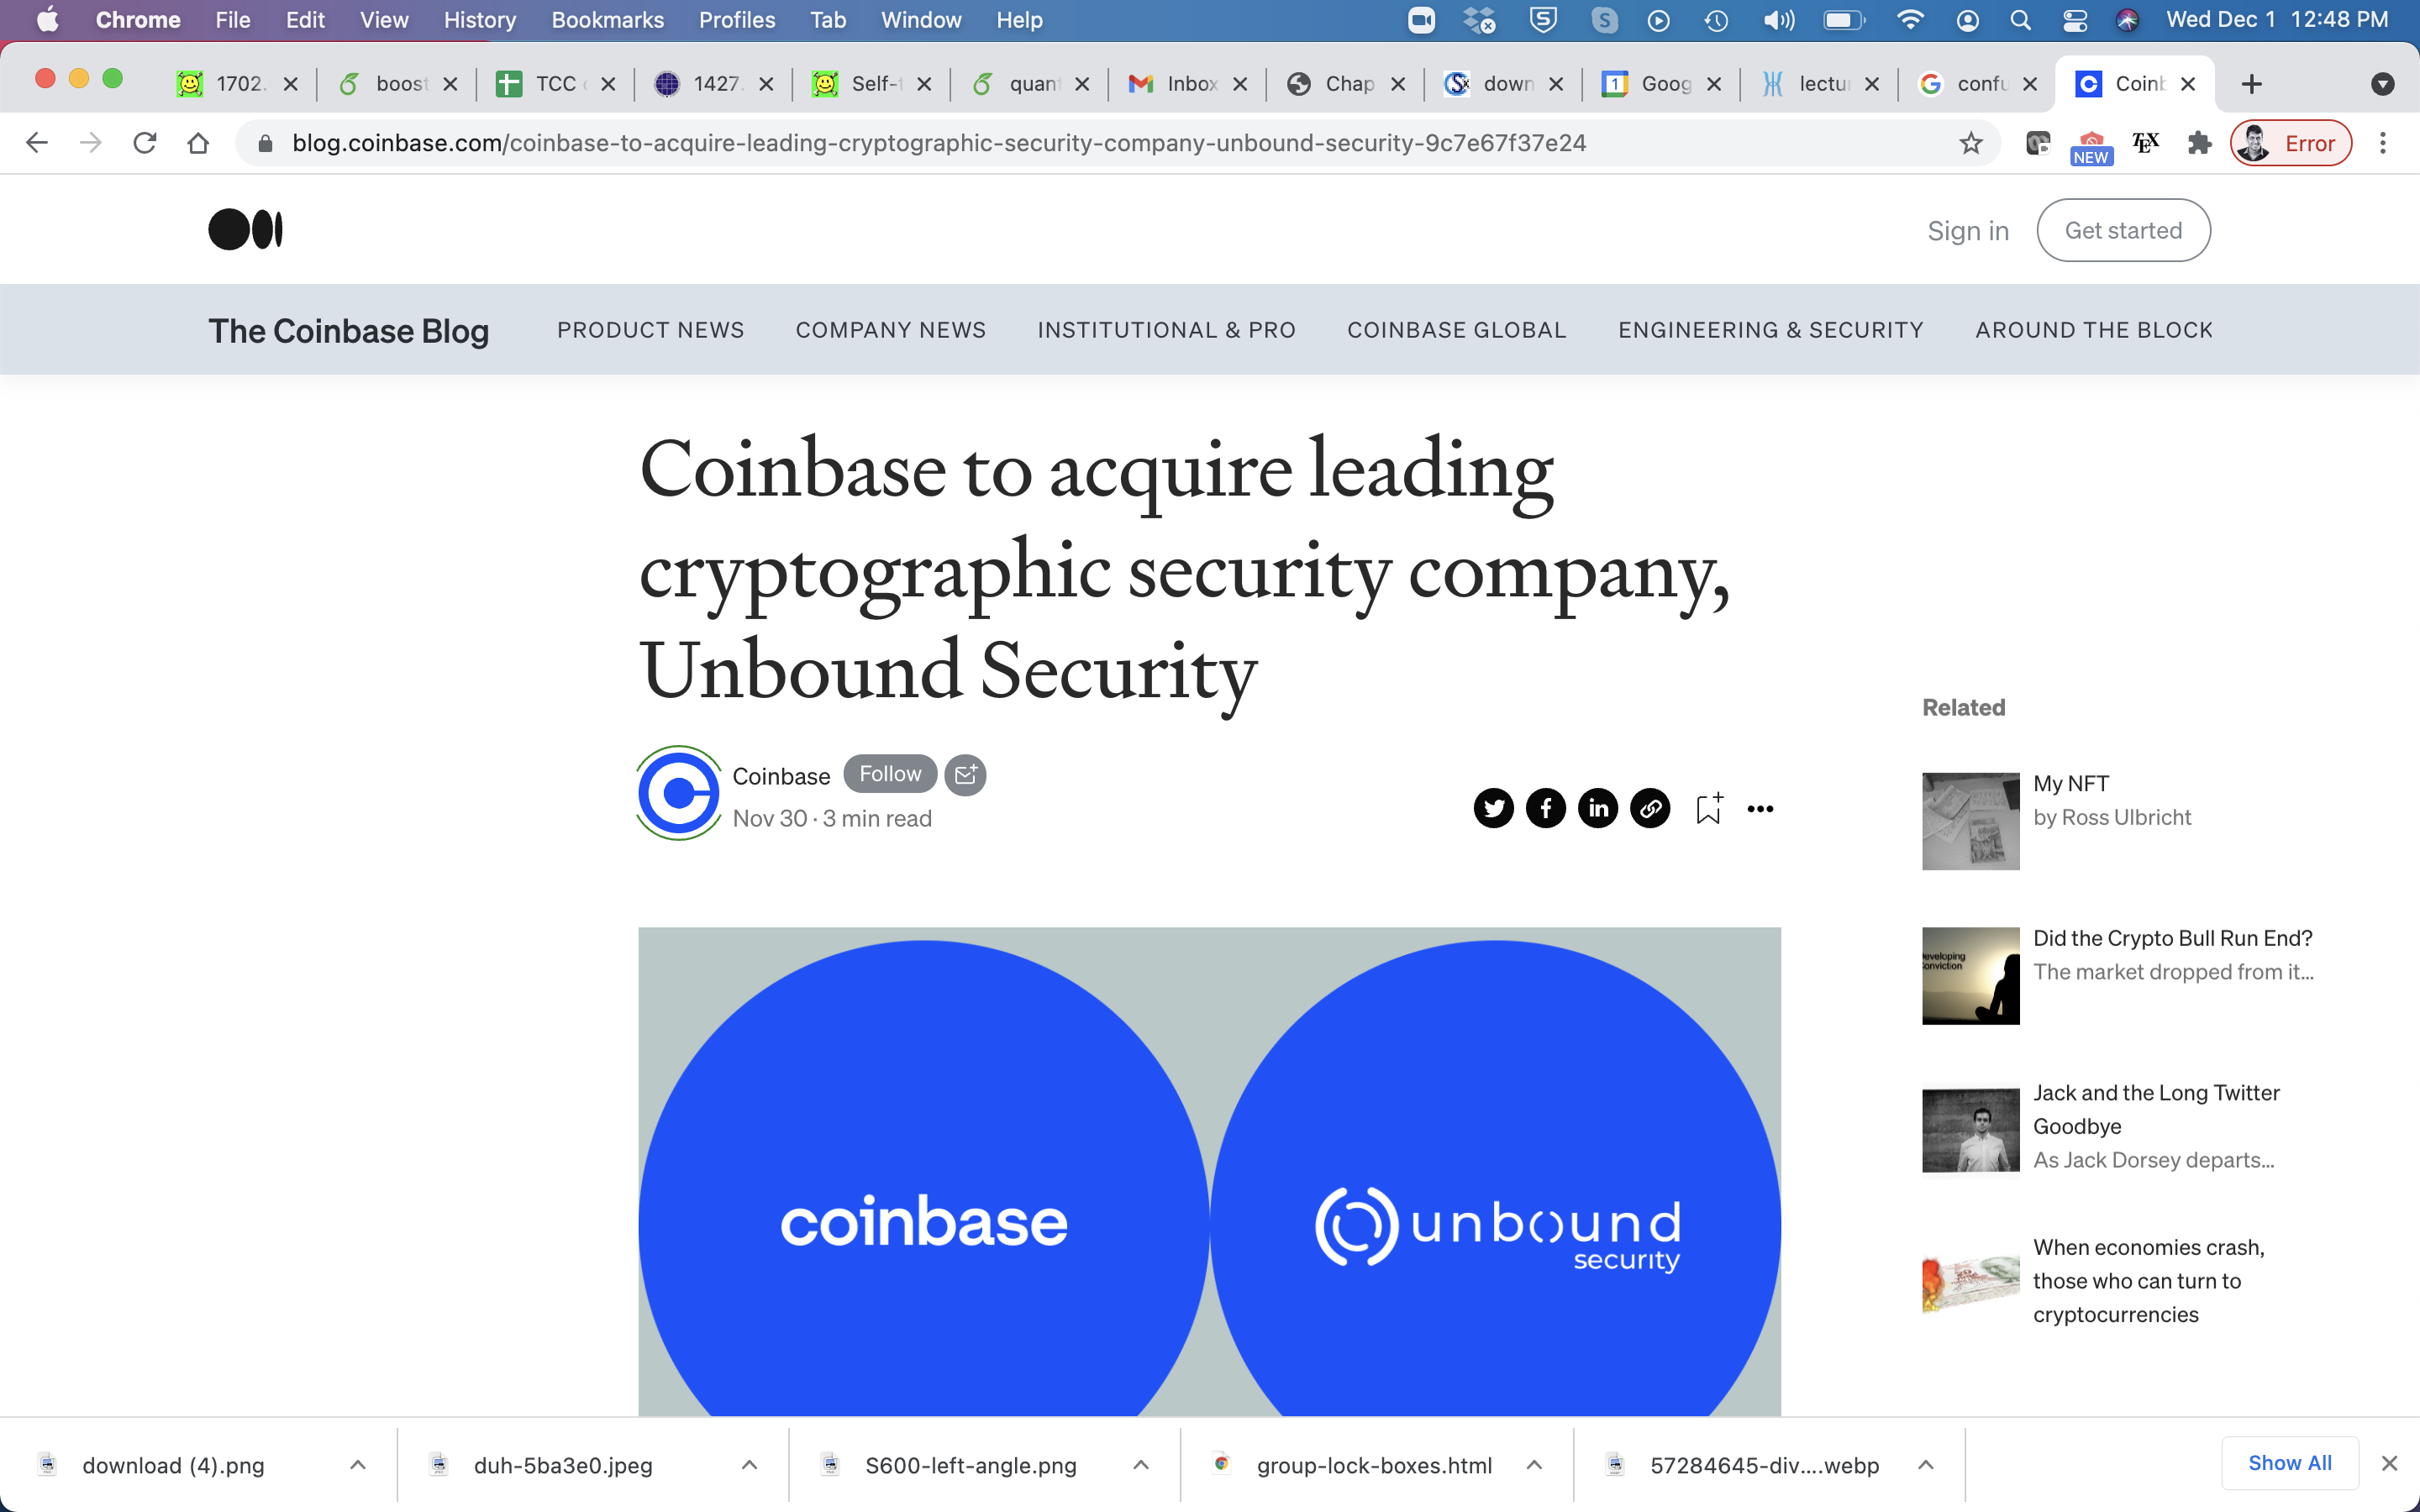 Chrome File Edit View History Bookmarks Profiles Tab Window Help Wed Dec 1 12:48 PM
1702. boost TCC 1427. Self-t quant Inbox Chap down Goog lectur confu Coinb
blog.coinbase.com/coinbase-to-acquire-leading-cryptographic-security-company-unbound-security-9c7e67f37e24 NEW TEX Error
Sign in Get started
The Coinbase Blog PRODUCT NEWS COMPANY NEWS INSTITUTIONAL & PRO COINBASE GLOBAL ENGINEERING & SECURITY AROUND THE BLOCK
Coinbase to acquire leading
cryptographic security company,
Unbound Security
Coinbase Follow
Nov 30 · 3 min read
coinbase
unbound
security
Related
My NFT
by Ross Ulbricht
eveloping
onviction
Did the Crypto Bull Run End?
The market dropped from it...
Jack and the Long Twitter
Goodbye
As Jack Dorsey departs...
When economies crash,
those who can turn to
cryptocurrencies
download (4).png duh-5ba3e0.jpeg S600-left-angle.png group-lock-boxes.html 57284645-div....webp Show All